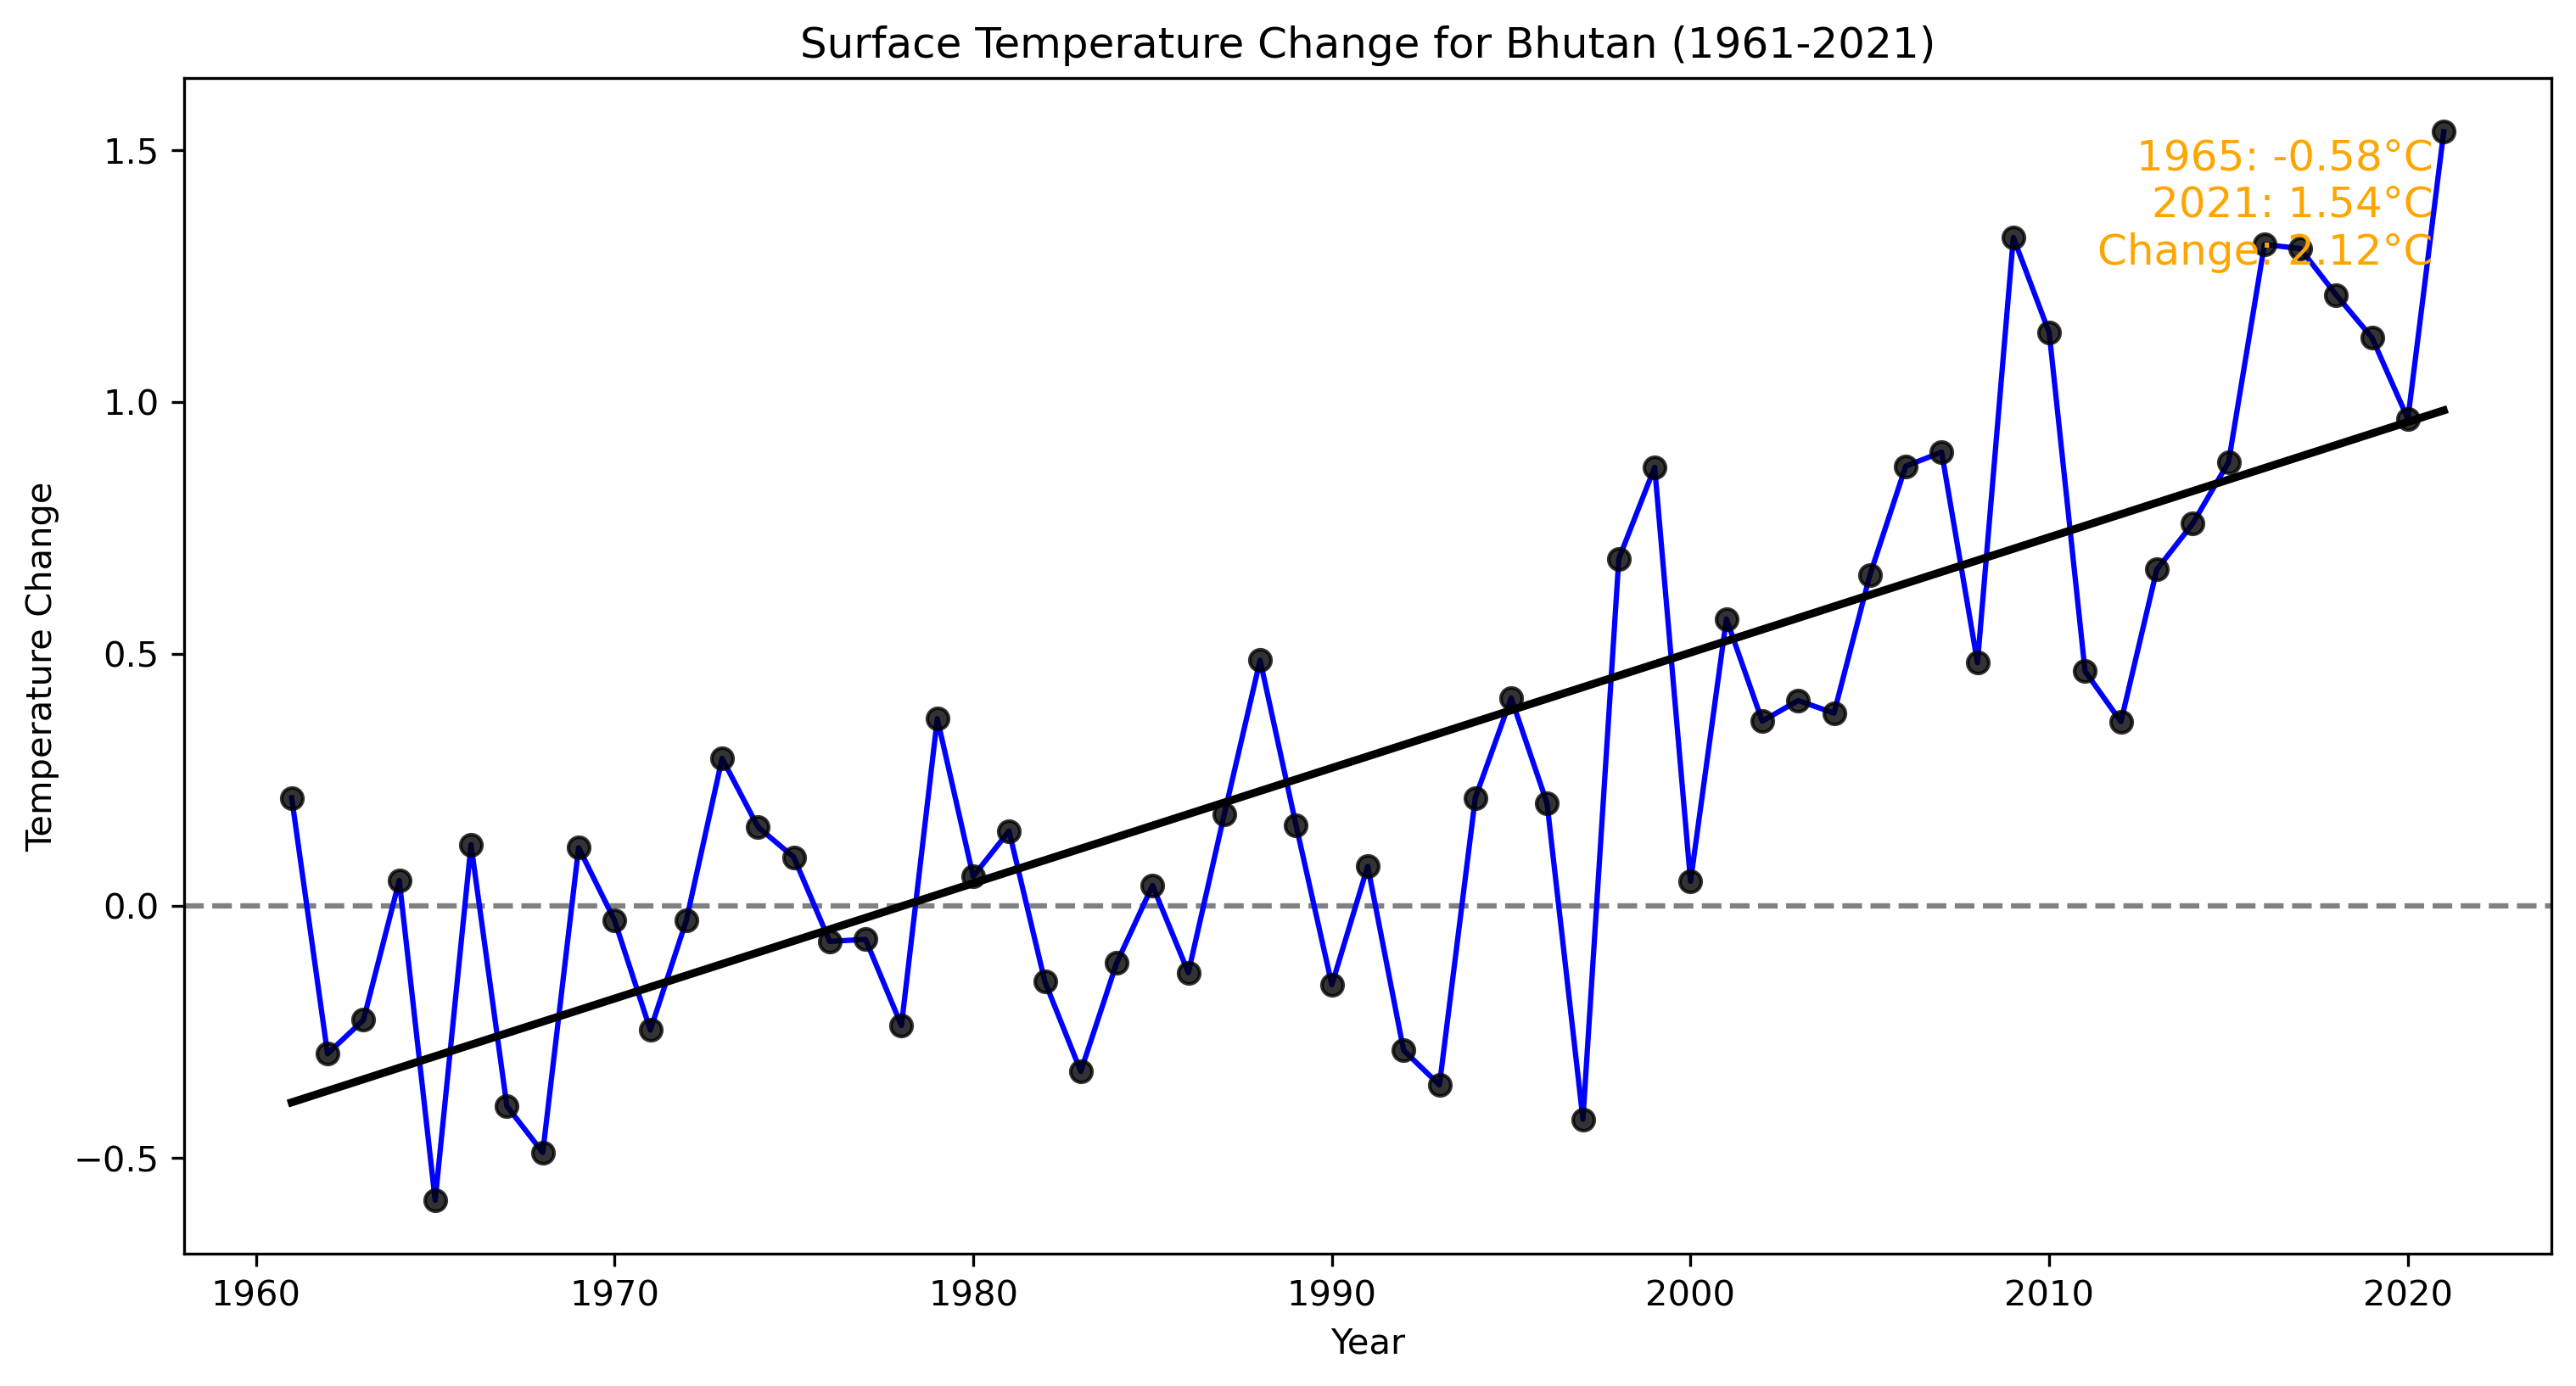 Surface Temperature Change for Bhutan (1961-2021)
1965: -0.58°C
2021: 1.54°C
Change: 2.12°C
Temperature Change
1.5
1.0
0.5
0.0
−0.5
1960 1970 1980 1990 2000 2010 2020
Year